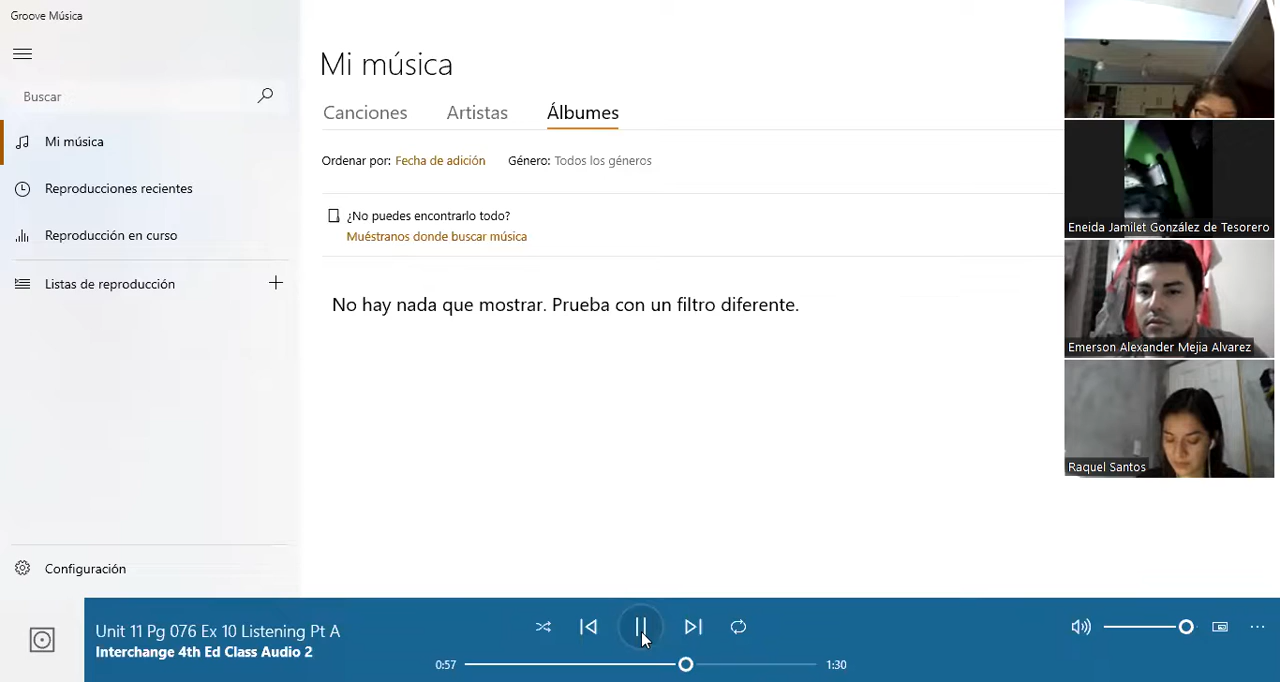 Groove Música
Buscar
Mi música
Reproducciones recientes
Reproducción en curso
Listas de reproducción
Configuración
Mi música
Canciones Artistas Álbumes
Ordenar por: Fecha de adición Género: Todos los géneros
¿No puedes encontrarlo todo?
Muéstranos donde buscar música
No hay nada que mostrar. Prueba con un filtro diferente.
Eneida Jamilet González de Tesorero
Emerson Alexander Mejia Alvarez
Raquel Santos
Unit 11 Pg 076 Ex 10 Listening Pt A
Interchange 4th Ed Class Audio 2
0:57 1:30